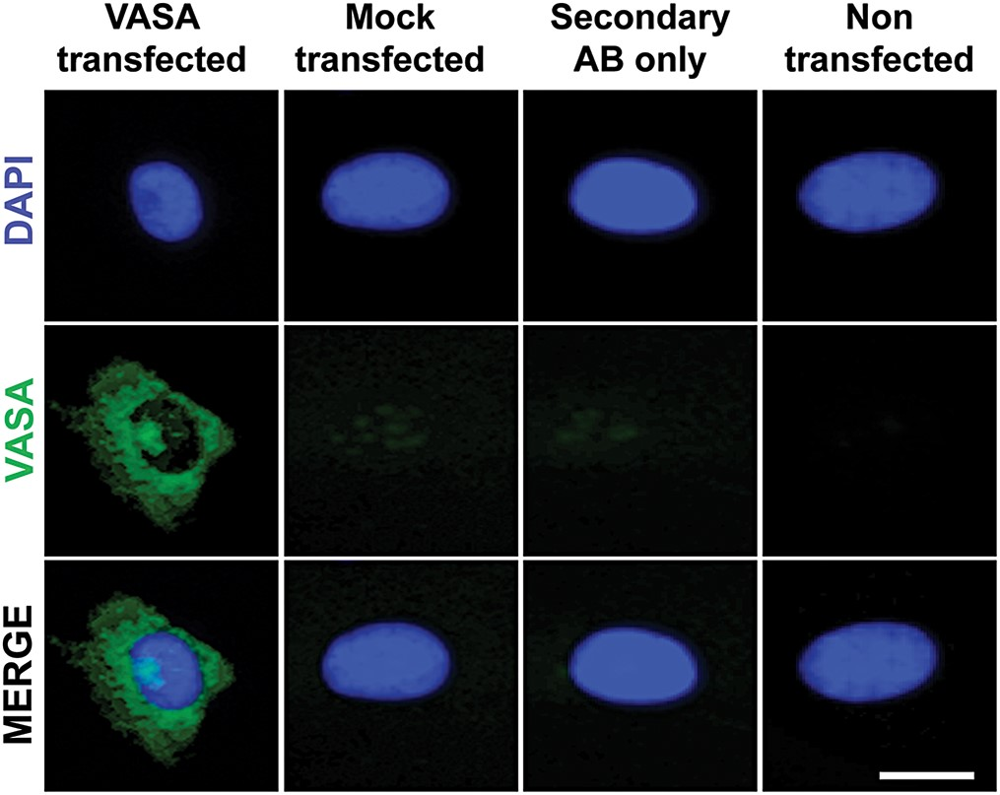 VASA
transfected
Mock
transfected
Secondary
AB only
Non
transfected
DAPI
VASA
MERGE